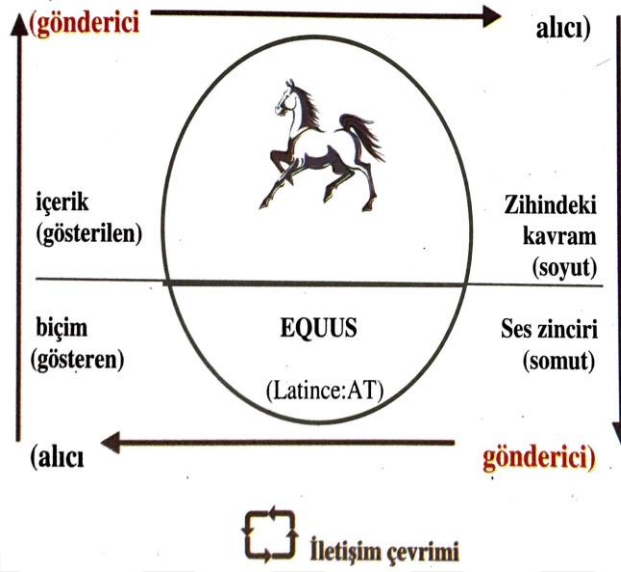 (gönderici
alıcı)
içerik
(gösterilen)
Zihindeki
kavram
(soyut)
biçim
(gösteren)
EQUUS
(Latince:AT)
Ses zinciri
(somut)
(alıcı
gönderici)
İletişim çevrimi